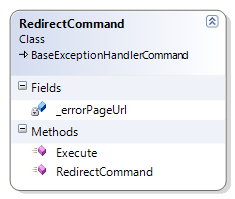 RedirectCommand
Class
BaseExceptionHandlerCommand
Fields
_errorPageUrl
Methods
Execute
RedirectCommand